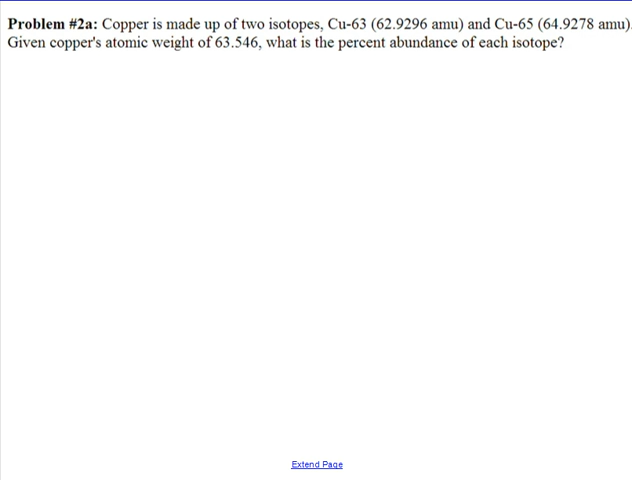 Problem #2a: Copper is made up of two isotopes, Cu-63 (62.9296 amu) and Cu-65 (64.9278 amu).
Given copper's atomic weight of 63.546, what is the percent abundance of each isotope?
Extend Page